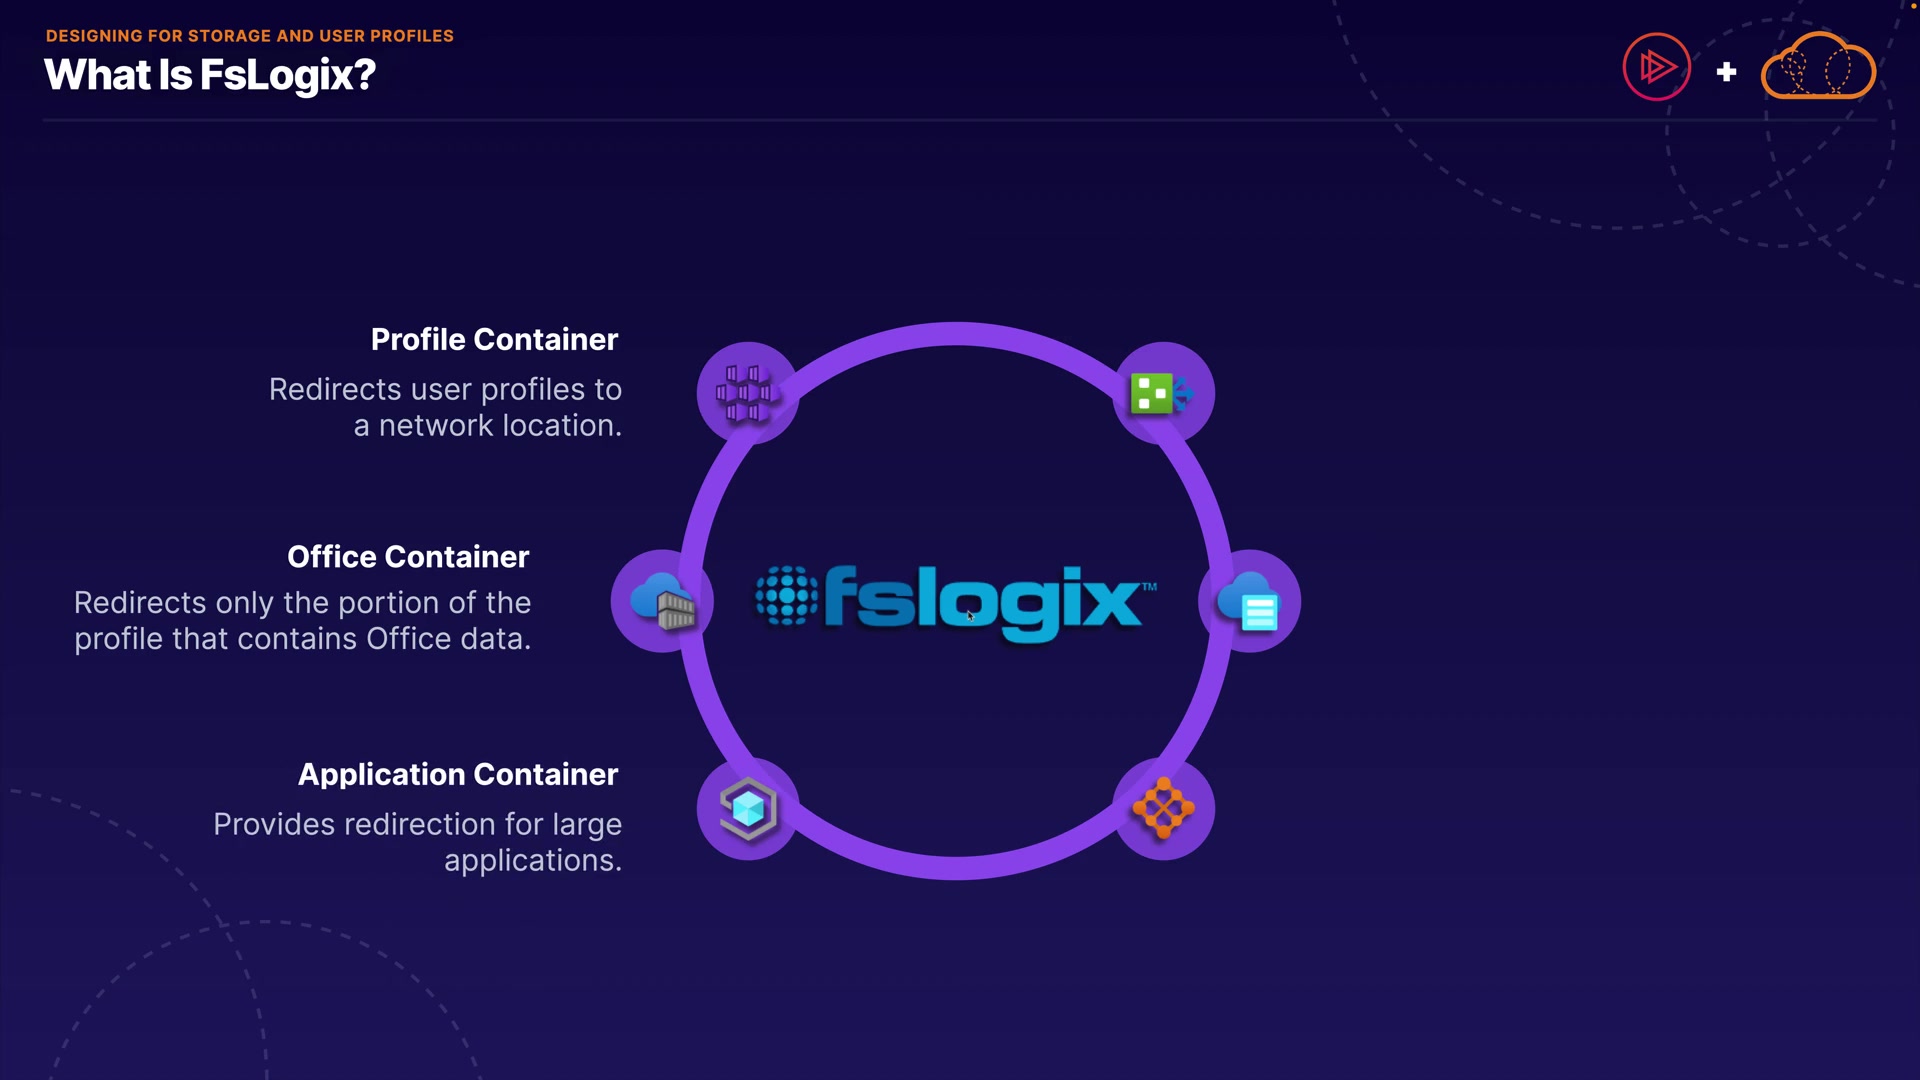 DESIGNING FOR STORAGE AND USER PROFILES
What Is FsLogix?
Profile Container
Redirects user profiles to
a network location.
Office Container
Redirects only the portion of the
profile that contains Office data.
Application Container
Provides redirection for large
applications.
fslogix™